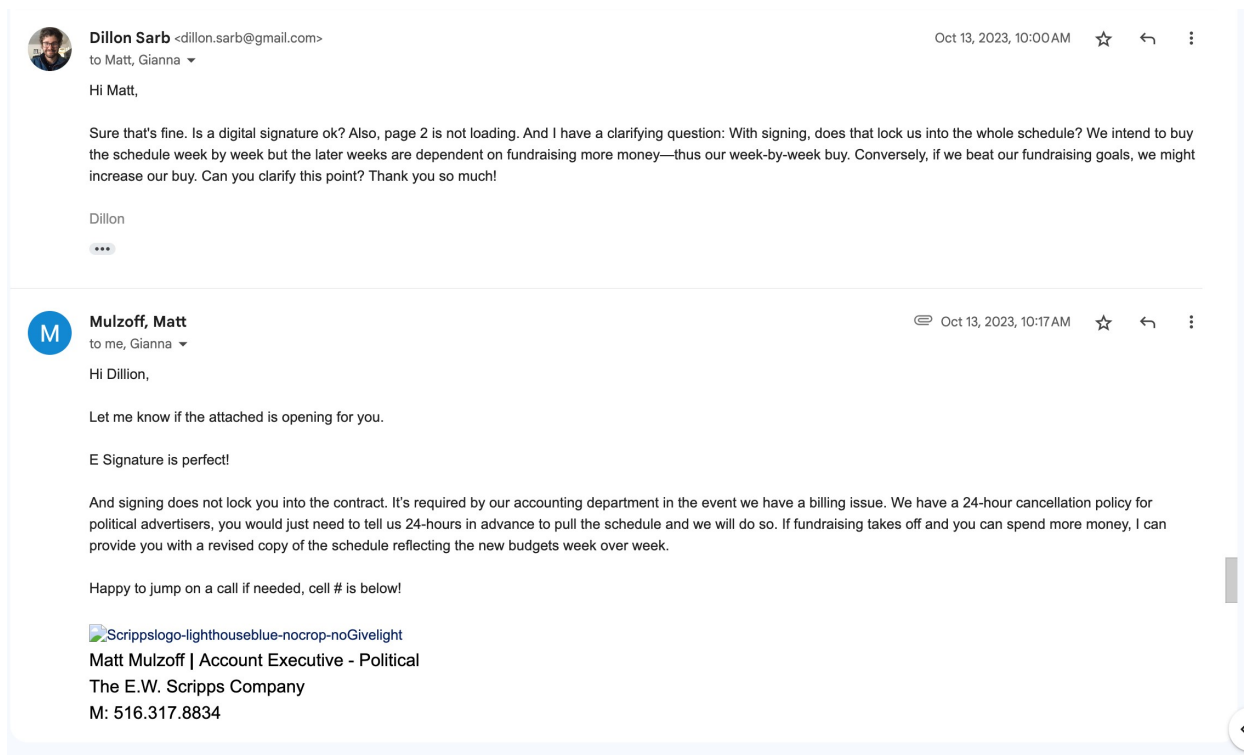 Dillon Sarb <dillon.sarb@gmail.com>
Oct 13, 2023, 10:00 AM
to Matt, Gianna
Hi Matt,
Sure that's fine. Is a digital signature ok? Also, page 2 is not loading. And I have a clarifying question: With signing, does that lock us into the whole schedule? We intend to buy
the schedule week by week but the later weeks are dependent on fundraising more money—thus our week-by-week buy. Conversely, if we beat our fundraising goals, we might
increase our buy. Can you clarify this point? Thank you so much!
Dillon
M
Mulzoff, Matt
Oct 13, 2023, 10:17 AM
to me, Gianna
Hi Dillion,
Let me know if the attached is opening for you.
E Signature is perfect!
And signing does not lock you into the contract. It's required by our accounting department in the event we have a billing issue. We have a 24-hour cancellation policy for
political advertisers, you would just need to tell us 24-hours in advance to pull the schedule and we will do so. If fundraising takes off and you can spend more money, I can
provide you with a revised copy of the schedule reflecting the new budgets week over week.
Happy to jump on a call if needed, cell # is below!
Scrippslogo-lighthouseblue-nocrop-noGivelight
Matt Mulzoff | Account Executive - Political
The E.W. Scripps Company
M: 516.317.8834